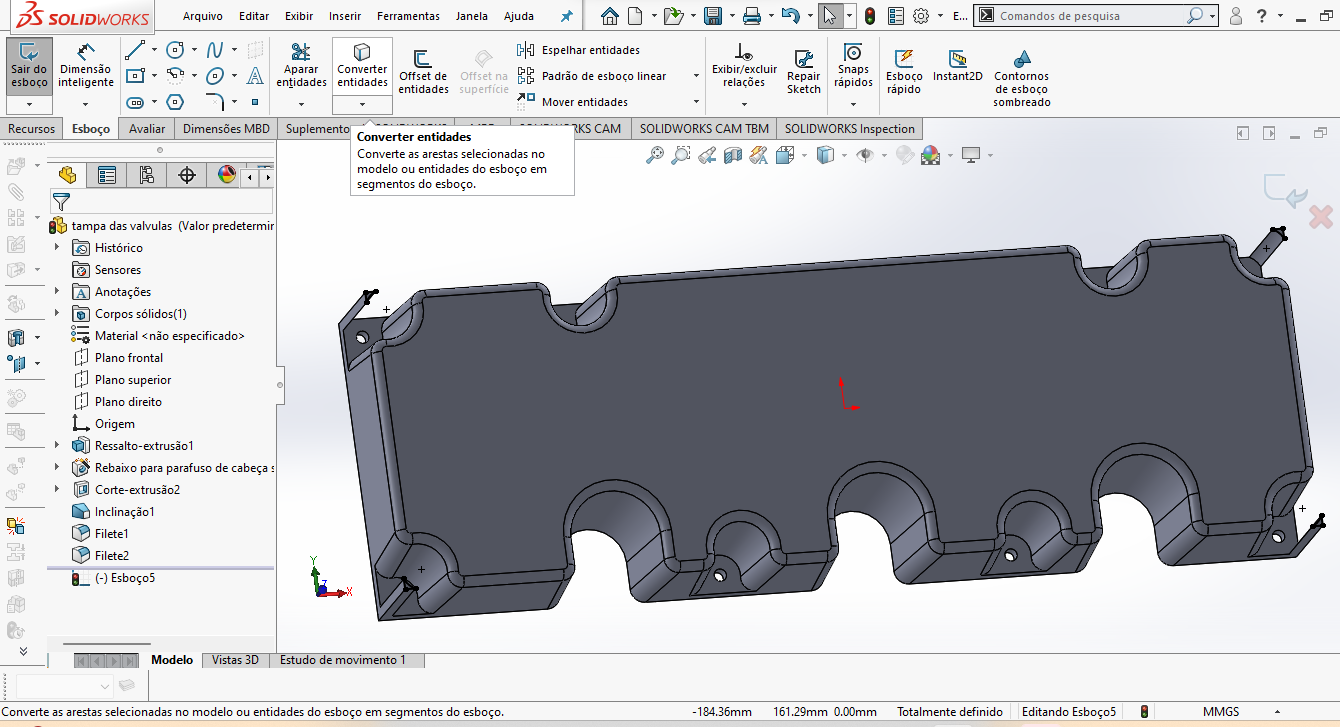 SOLIDWORKS
Arquivo Editar Exibir Inserir Ferramentas Janela Ajuda
E...
Comandos de pesquisa
?
Sair do esboço
Dimensão inteligente
Aparar entidades
Converter entidades
Offset de entidades
Offset na superfície
Espelhar entidades
Padrão de esboço linear
Mover entidades
Exibir/excluir relações
Repair Sketch
Snaps rápidos
Esboço rápido
Instant2D
Contornos de esboço sombreado
Recursos Esboço Avaliar Dimensões MBD Suplemento SOLIDWORKS CAM SOLIDWORKS CAM TBM SOLIDWORKS Inspection
Converter entidades
Converte as arestas selecionadas no
modelo ou entidades do esboço em
segmentos do esboço.
tampa das valvulas (Valor predetermin
Histórico
Sensores
Anotações
Corpos sólidos(1)
Material <não especificado>
Plano frontal
Plano superior
Plano direito
Origem
Ressalto-extrusão1
Rebaixo para parafuso de cabeça s
Corte-extrusão2
Inclinação1
Filete1
Filete2
(-) Esboço5
Y
Z
X
Modelo Vistas 3D Estudo de movimento 1
Converte as arestas selecionadas no modelo ou entidades do esboço em segmentos do esboço.
-184.36mm 161.29mm 0.00mm Totalmente definido Editando Esboço5 MMGS